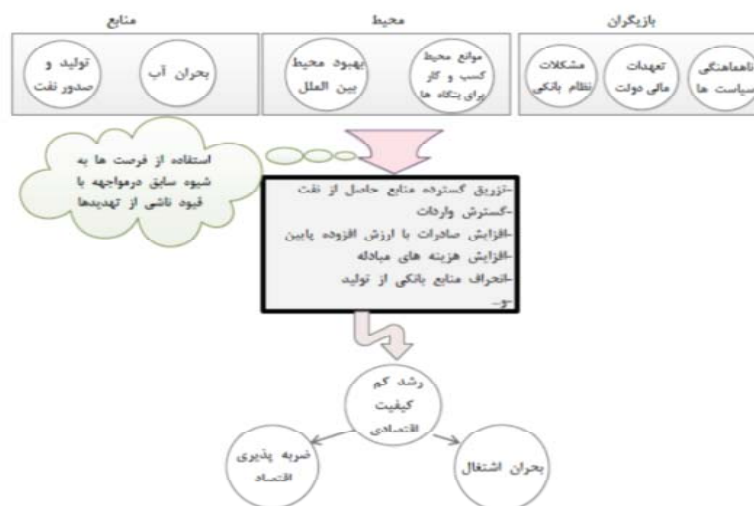 بازیگران
محیط
منابع
ناهماهنگی
سیاست ها
تعهدات
مالی دولت
مشکلات
نظام بانکی
موانع محیط
کسب و کار
برای بنگاه ها
بهبود محیط
بین الملل
بحران آب
تولید و
صدور نفت
استفاده از فرصت ها به
شیوه سابق درمواجهه با
قیود ناشی از تهدیدها
-تزریق گسترده منابع حاصل از نفت
-گسترش واردات
-افزایش صادرات با ارزش افزوده پایین
-افزایش هزینه های مبادله
-انحراف منابع بانکی از تولید
-و...
رشد کم
کیفیت
اقتصادی
بحران اشتغال
ضربه پذیری
اقتصاد